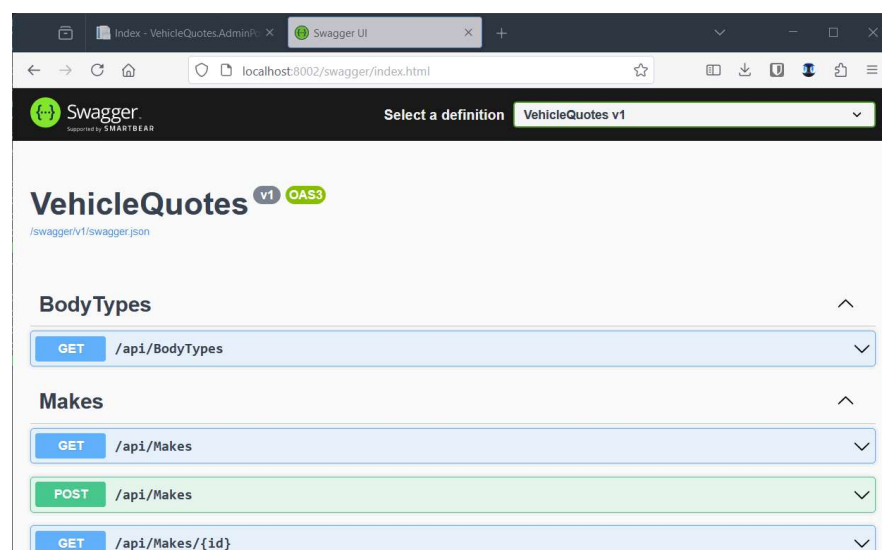 Index - VehicleQuotes.AdminPo
Swagger UI
localhost:8002/swagger/index.html
{...} Swagger.
Supported by SMARTBEAR
Select a definition
VehicleQuotes v1
VehicleQuotes v1 OAS3
/swagger/v1/swagger.json
BodyTypes
GET /api/BodyTypes
Makes
GET /api/Makes
POST /api/Makes
GET /api/Makes/{id}